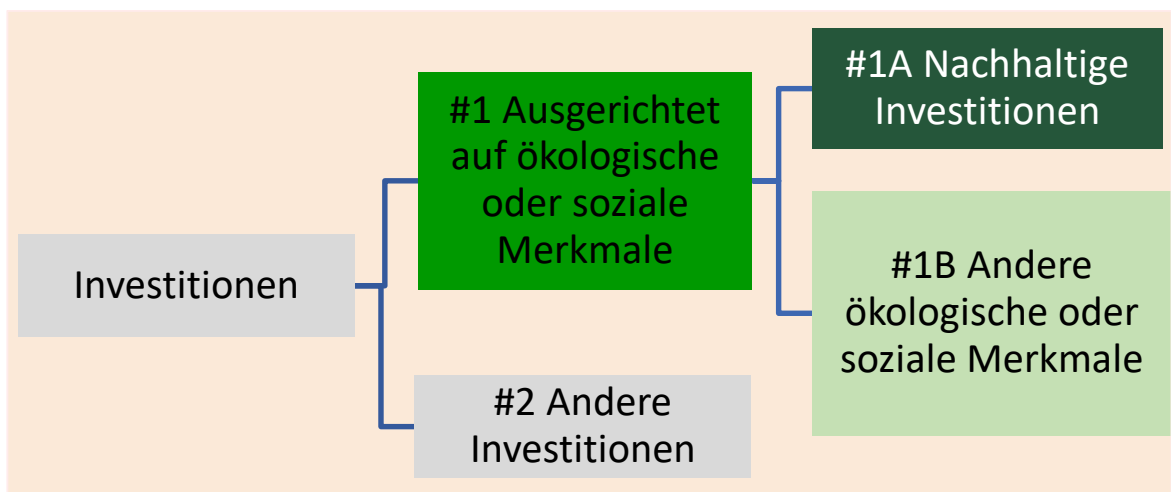 Investitionen
#1 Ausgerichtet
auf ökologische
oder soziale
Merkmale
#2 Andere
Investitionen
#1A Nachhaltige
Investitionen
#1B Andere
ökologische oder
soziale Merkmale